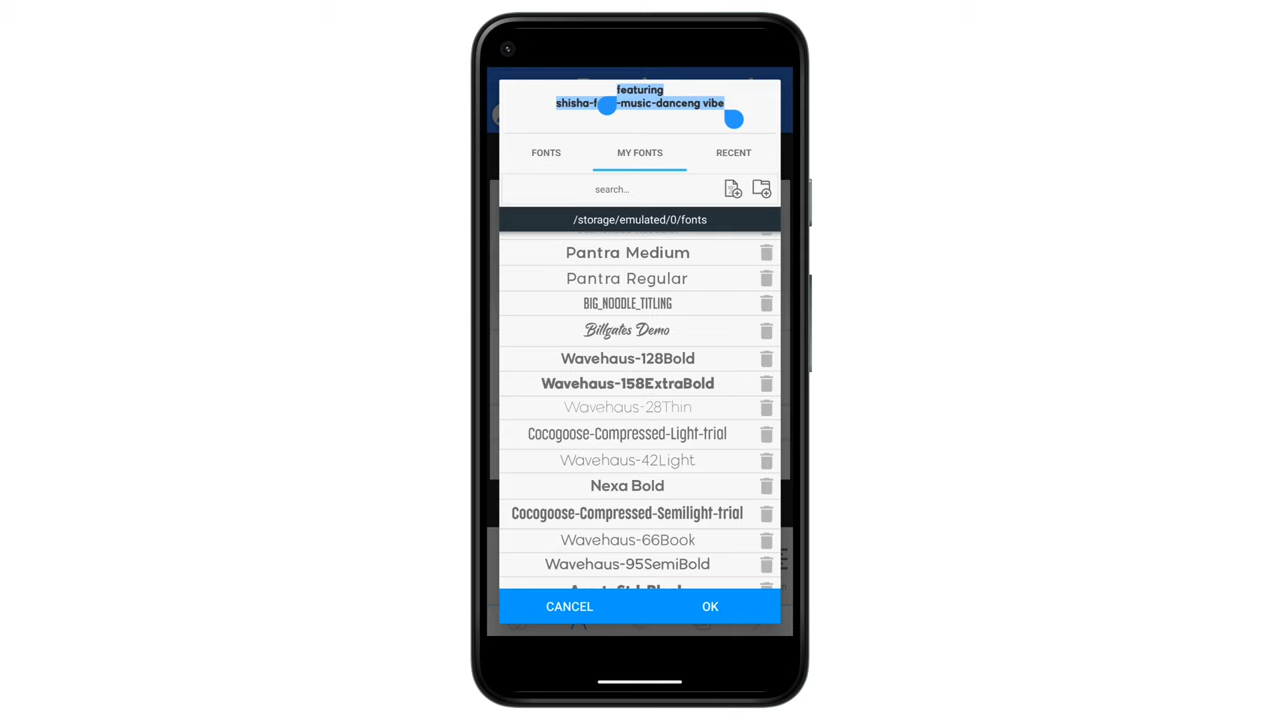 featuring
shisha-f -music-danceng vibe
FONTS
MY FONTS
RECENT
search...
/storage/emulated/0/fonts
Pantra Medium
Pantra Regular
BIG_NOODLE_TITLING
Billgates Demo
Wavehaus-128Bold
Wavehaus-158ExtraBold
Wavehaus-28Thin
Cocogoose-Compressed-Light-trial
Wavehaus-42Light
Nexa Bold
Cocogoose-Compressed-Semilight-trial
Wavehaus-66Book
Wavehaus-95SemiBold
CANCEL
OK